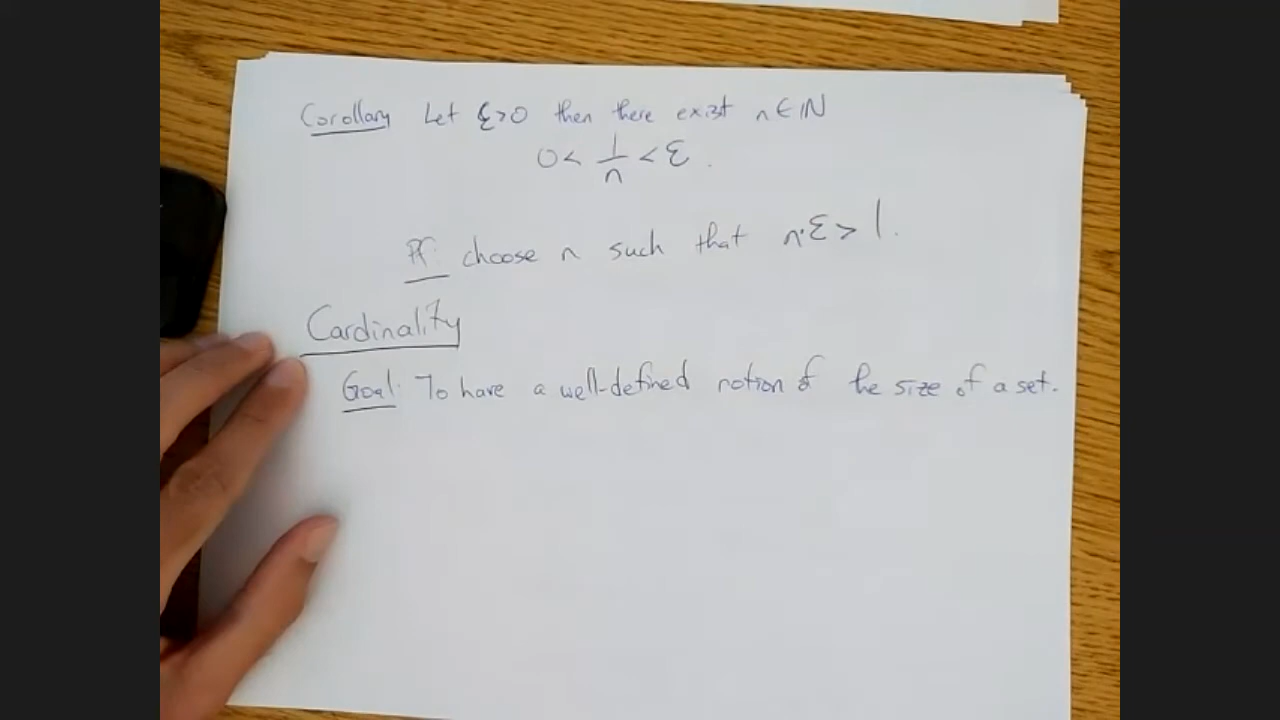 Corollary Let ε>0 then there exist n∈ℕ
0 < 1/n < ε.
Pf: choose n such that n·ε > 1.
Cardinality
Goal: To have a well-defined notion of the size of a set.